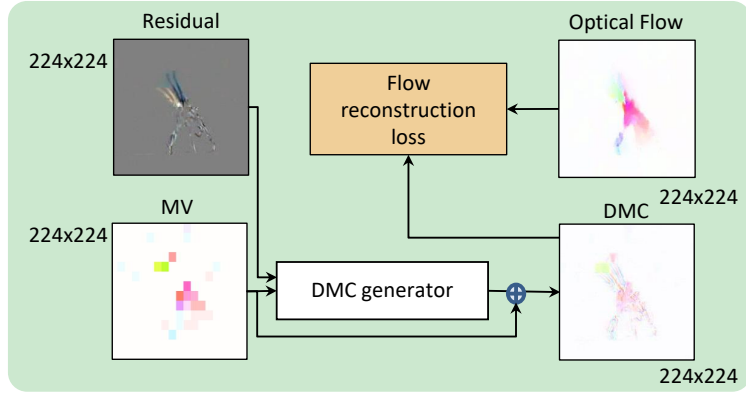 Residual
Optical Flow
224x224
Flow
reconstruction
loss
224x224
MV
DMC
224x224
DMC generator
224x224